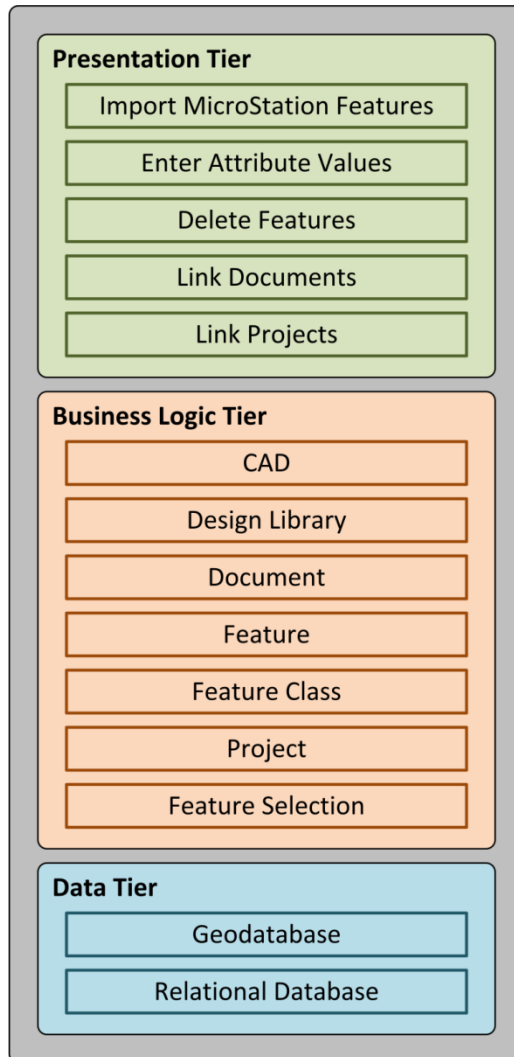 Presentation Tier
Import MicroStation Features
Enter Attribute Values
Delete Features
Link Documents
Link Projects
Business Logic Tier
CAD
Design Library
Document
Feature
Feature Class
Project
Feature Selection
Data Tier
Geodatabase
Relational Database